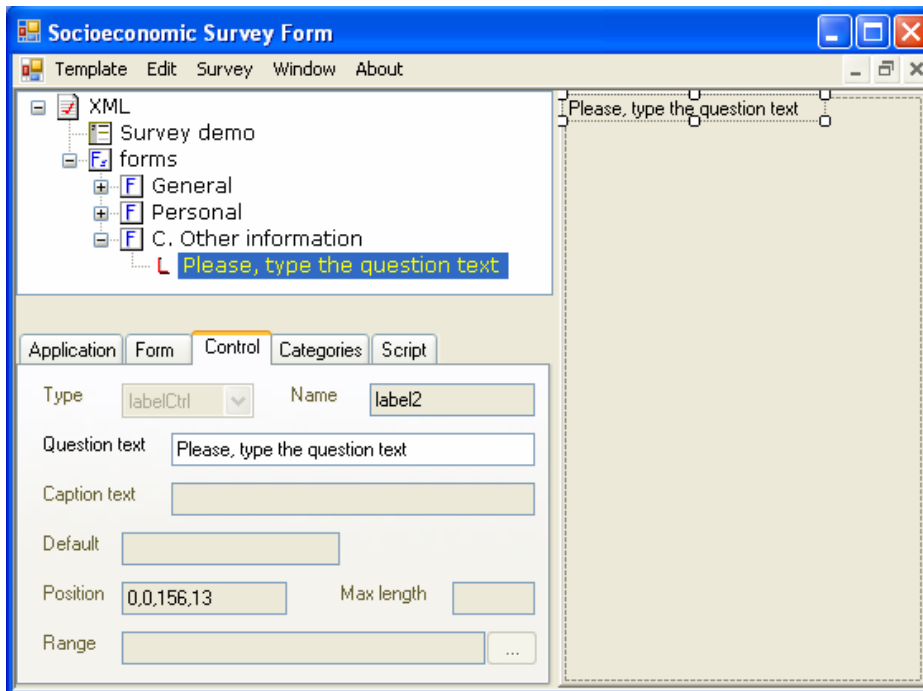 Socioeconomic Survey Form
Template Edit Survey Window About
XML
Survey demo
forms
F General
F Personal
F C. Other information
L Please, type the question text
Please, type the question text
Application Form Control Categories Script
Type labelCtrl Name label2
Question text Please, type the question text
Caption text
Default
Position 0,0,156,13 Max length
Range ...